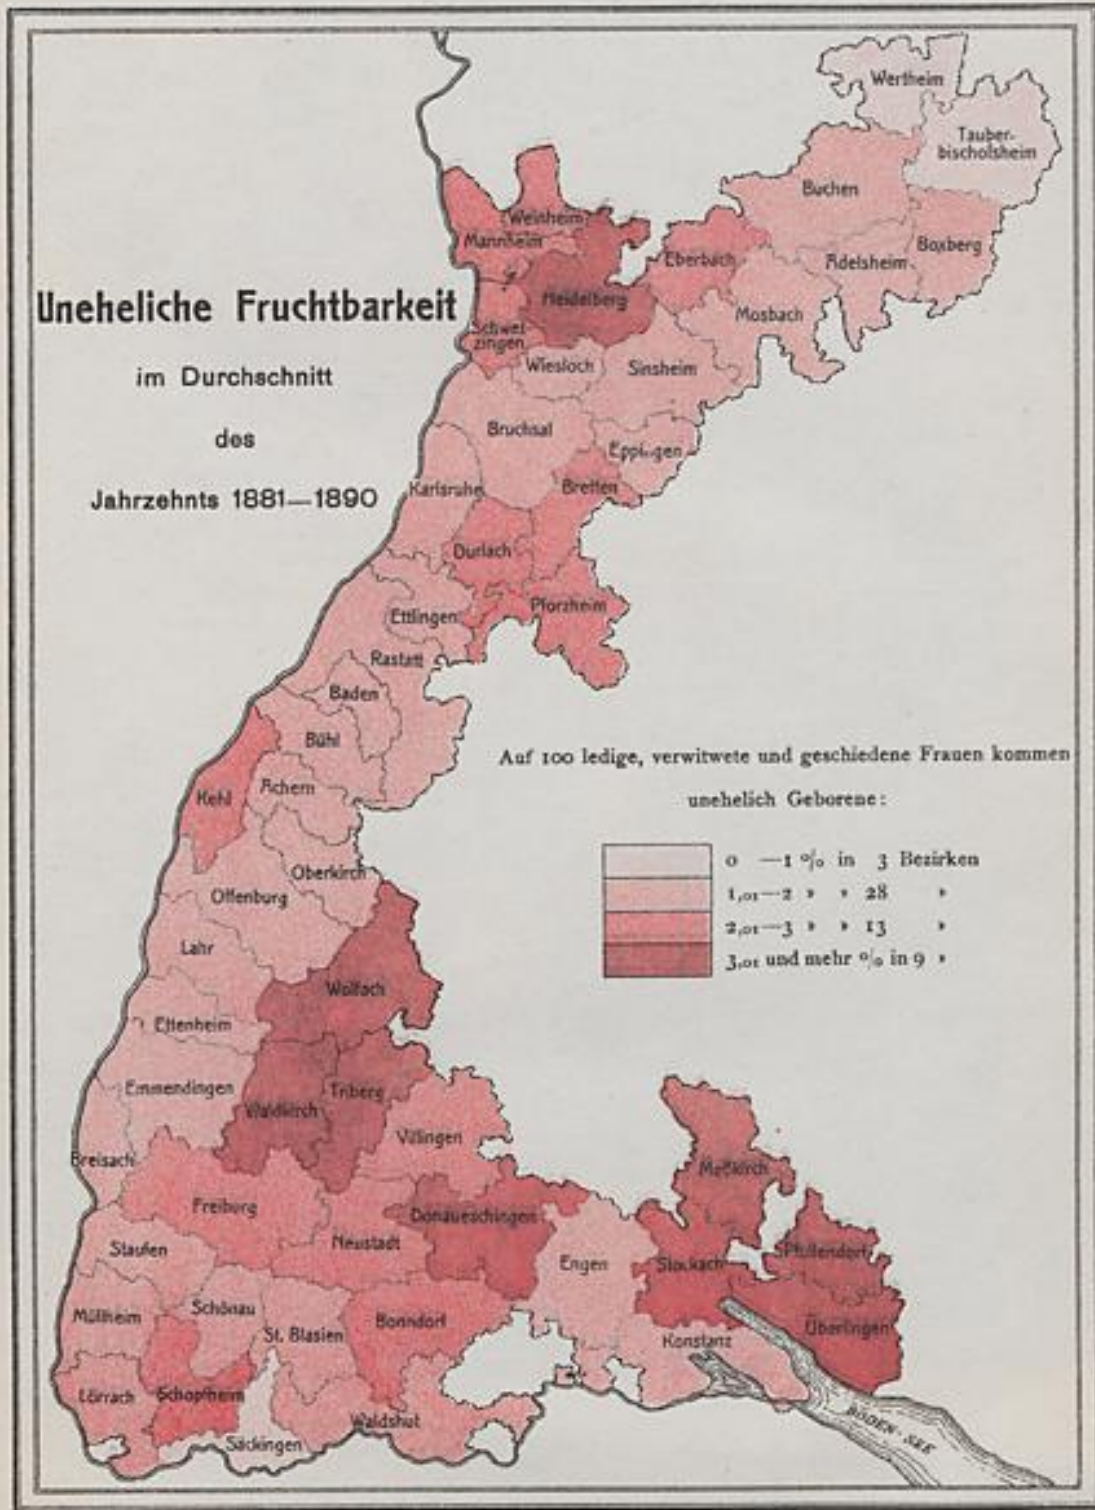 Uneheliche Fruchtbarkeit
im Durchschnitt
des
Jahrzehnts 1881—1890
Wertheim
Tauber-
bischofsheim
Buchen
Boxberg
Adelsheim
Weinheim
Mannheim
Eberbach
Heidelberg
Mosbach
Schwet-
zingen
Wiesloch
Sinsheim
Bruchsal
Eppingen
Karlsruhe
Bretten
Durlach
Pforzheim
Ettlingen
Rastatt
Baden
Bühl
Achern
Kehl
Oberkirch
Offenburg
Lahr
Wolfach
Ettenheim
Emmendingen
Triberg
Waldkirch
Villingen
Breisach
Freiburg
Donaueschingen
Neustadt
Meßkirch
Staufen
Engen
Stockach
Pfullendorf
Müllheim
Schönau
St. Blasien
Bonndorf
Konstanz
Überlingen
Lörrach
Schopfheim
Waldshut
Säckingen
BODEN-SEE
Auf 100 ledige, verwitwete und geschiedene Frauen kommen
unehelich Geborene:
0 —1 % in 3 Bezirken
1,01—2 » » 28 »
2,01—3 » » 13 »
3,01 und mehr % in 9 »